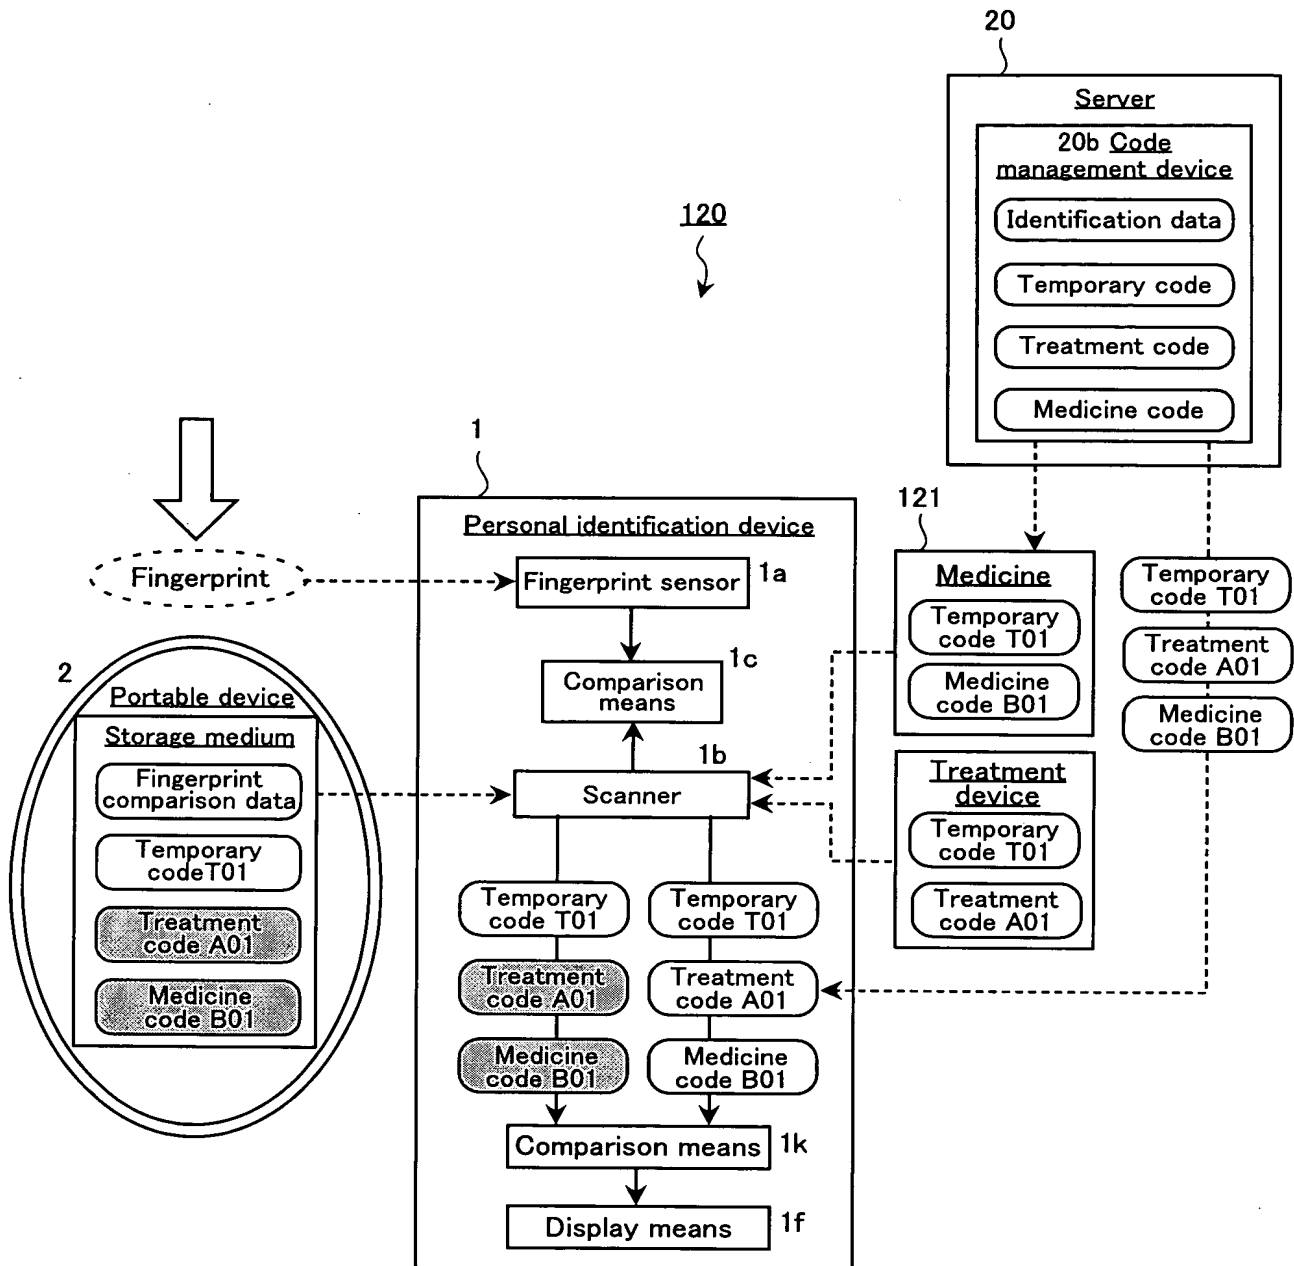 20
Server
20b Code
management device
Identification data
Temporary code
Treatment code
Medicine code
120
1
Personal identification device
Fingerprint sensor
1a
1c
Comparison
means
1b
Scanner
Temporary
code T01
Treatment
code A01
Medicine
code B01
Temporary
code T01
Treatment
code A01
Medicine
code B01
Comparison means
1k
Display means
1f
Fingerprint
2
Portable device
Storage medium
Fingerprint
comparison data
Temporary
codeT01
Treatment
code A01
Medicine
code B01
121
Medicine
Temporary
code T01
Medicine
code B01
Treatment
device
Temporary
code T01
Treatment
code A01
Temporary
code T01
Treatment
code A01
Medicine
code B01